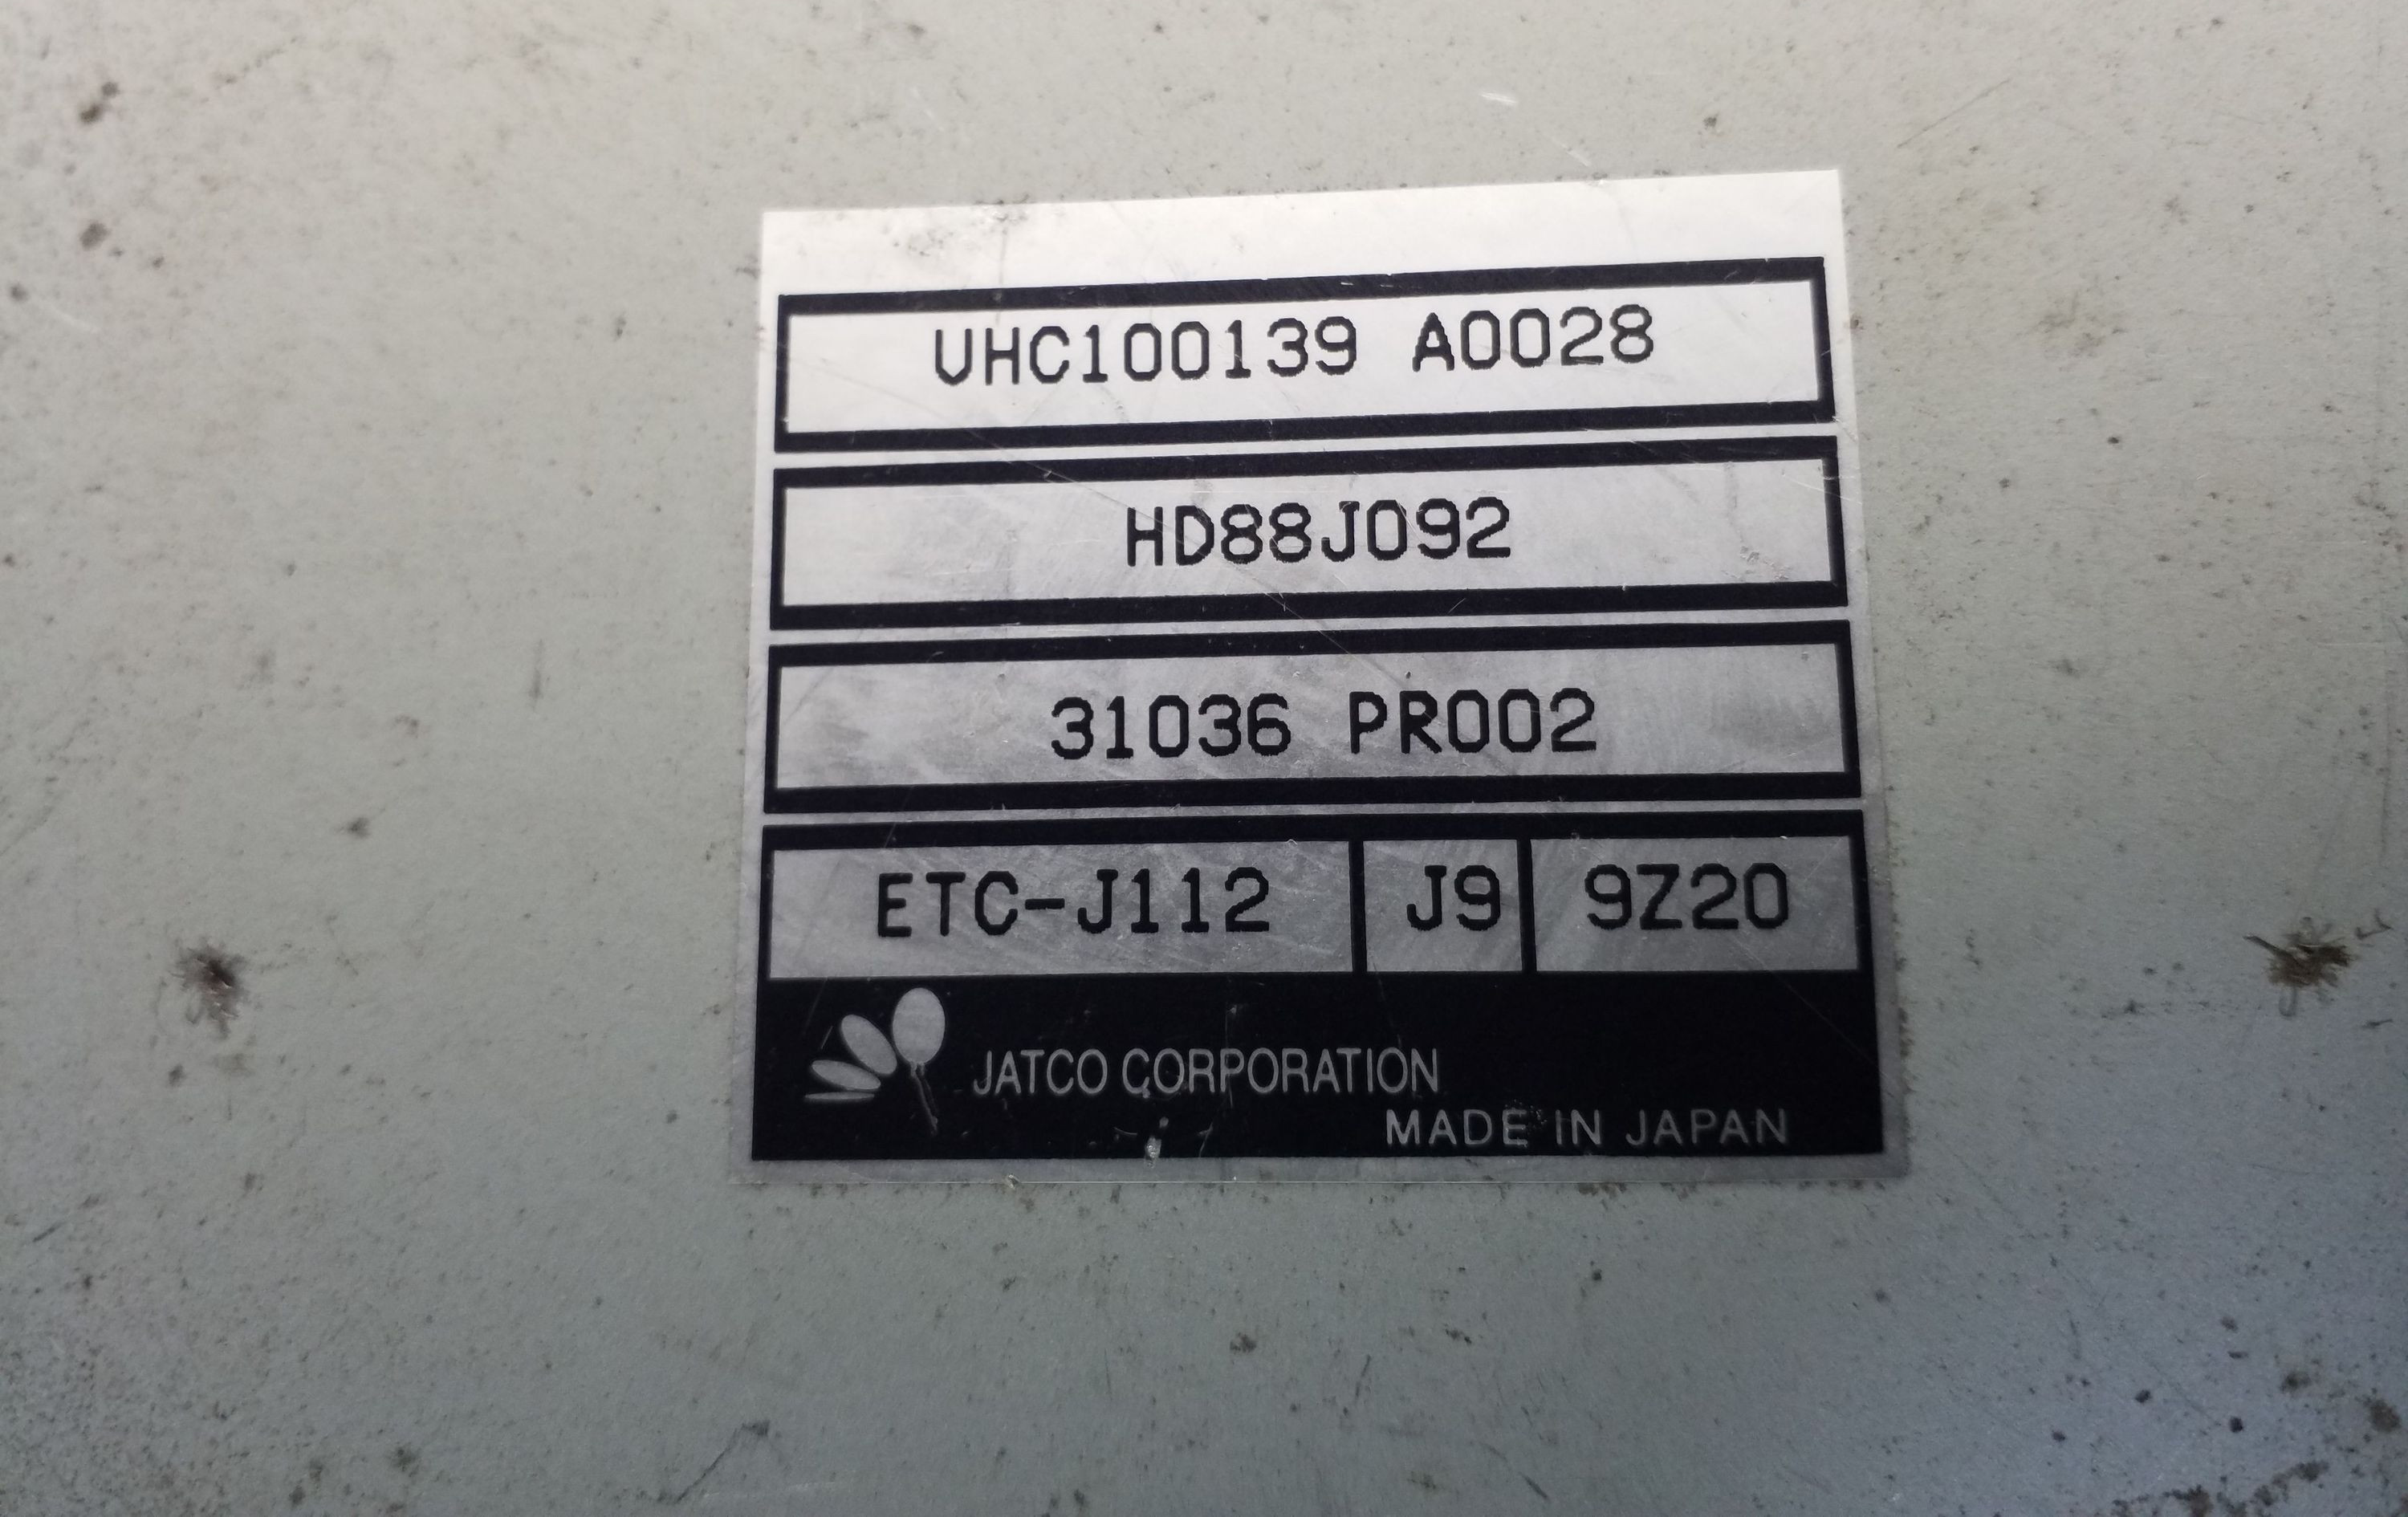 UHC100139 A0028
HD88J092
31036 PR002
ETC-J112 J9 9Z20
JATCO CORPORATION
MADE IN JAPAN